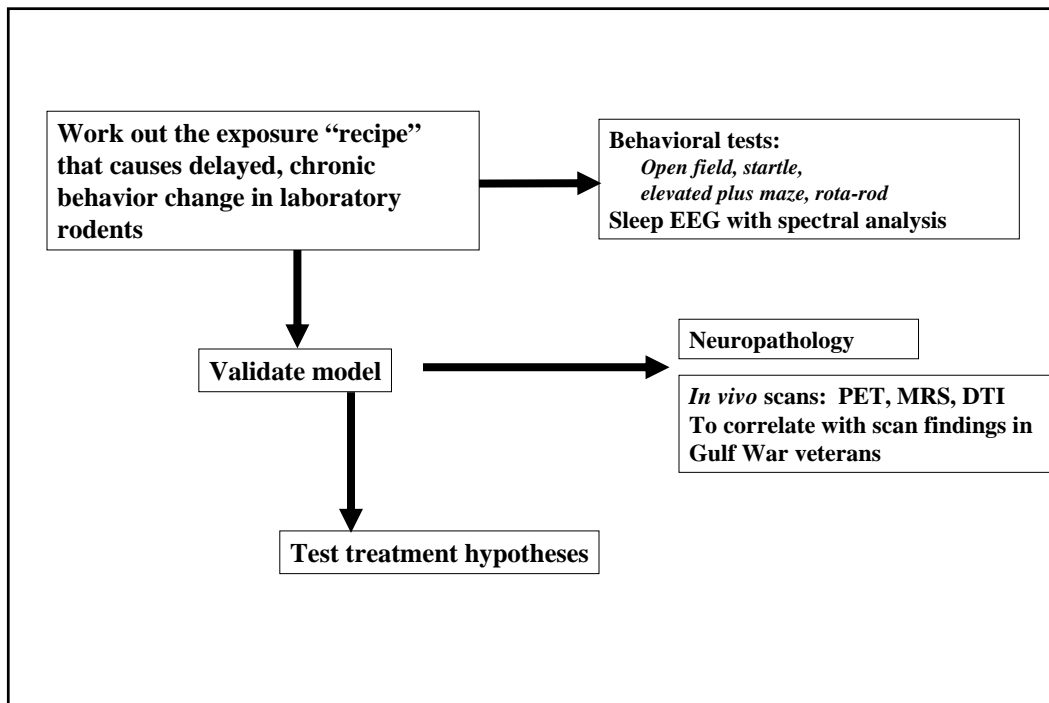 Work out the exposure “recipe”
that causes delayed, chronic
behavior change in laboratory
rodents
Behavioral tests:
Open field, startle,
elevated plus maze, rota-rod
Sleep EEG with spectral analysis
Validate model
Neuropathology
In vivo scans:  PET, MRS, DTI
To correlate with scan findings in
Gulf War veterans
Test treatment hypotheses